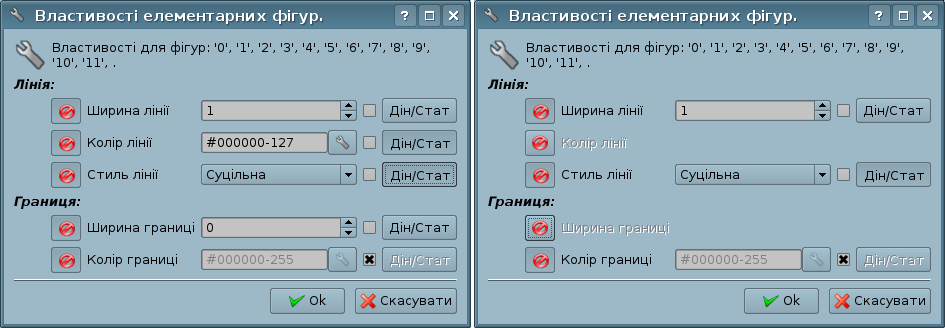 Властивості елементарних фігур.
Властивості для фігур: '0', '1', '2', '3', '4', '5', '6', '7', '8', '9',
'10', '11', .
Лінія:
Ширина лінії 1 Дін/Стат
Колір лінії #000000-127 Дін/Стат
Стиль лінії Суцільна Дін/Стат
Границя:
Ширина границі 0 Дін/Стат
Колір границі #000000-255 Дін/Стат
Ok Скасувати
Властивості елементарних фігур.
Властивості для фігур: '0', '1', '2', '3', '4', '5', '6', '7', '8', '9',
'10', '11', .
Лінія:
Ширина лінії 1 Дін/Стат
Колір лінії
Стиль лінії Суцільна Дін/Стат
Границя:
Ширина границі
Колір границі #000000-255 Дін/Стат
Ok Скасувати